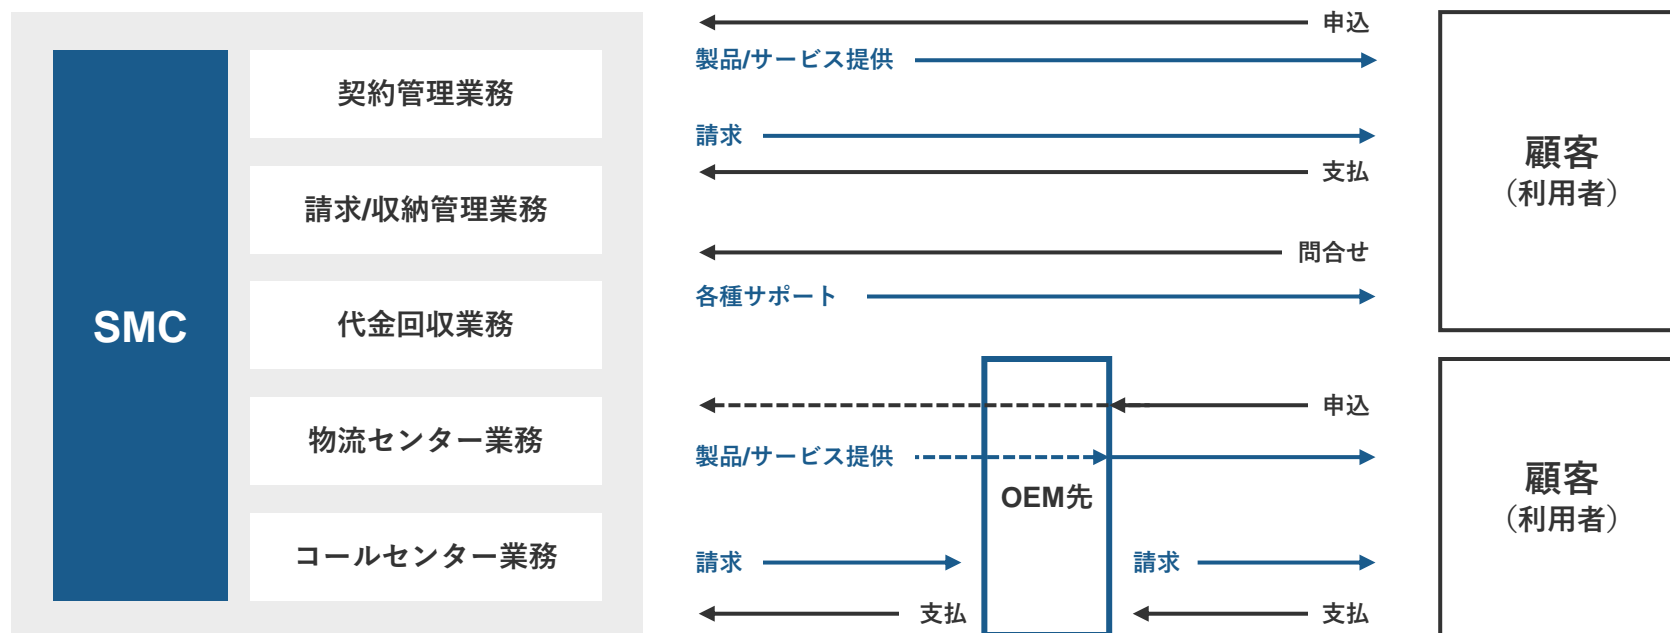 SMC
契約管理業務
請求/収納管理業務
代金回収業務
物流センター業務
コールセンター業務
申込
製品/サービス提供
請求
支払
問合せ
各種サポート
顧客
（利用者）
申込
製品/サービス提供
OEM先
請求
請求
支払
支払
顧客
（利用者）